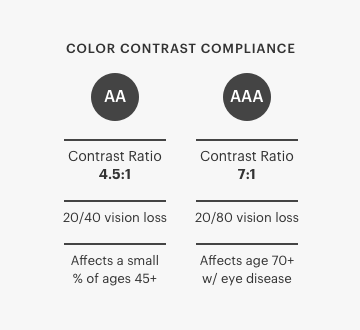 COLOR CONTRAST COMPLIANCE
AA
Contrast Ratio
4.5:1
20/40 vision loss
Affects a small
% of ages 45+
AAA
Contrast Ratio
7:1
20/80 vision loss
Affects age 70+
w/ eye disease